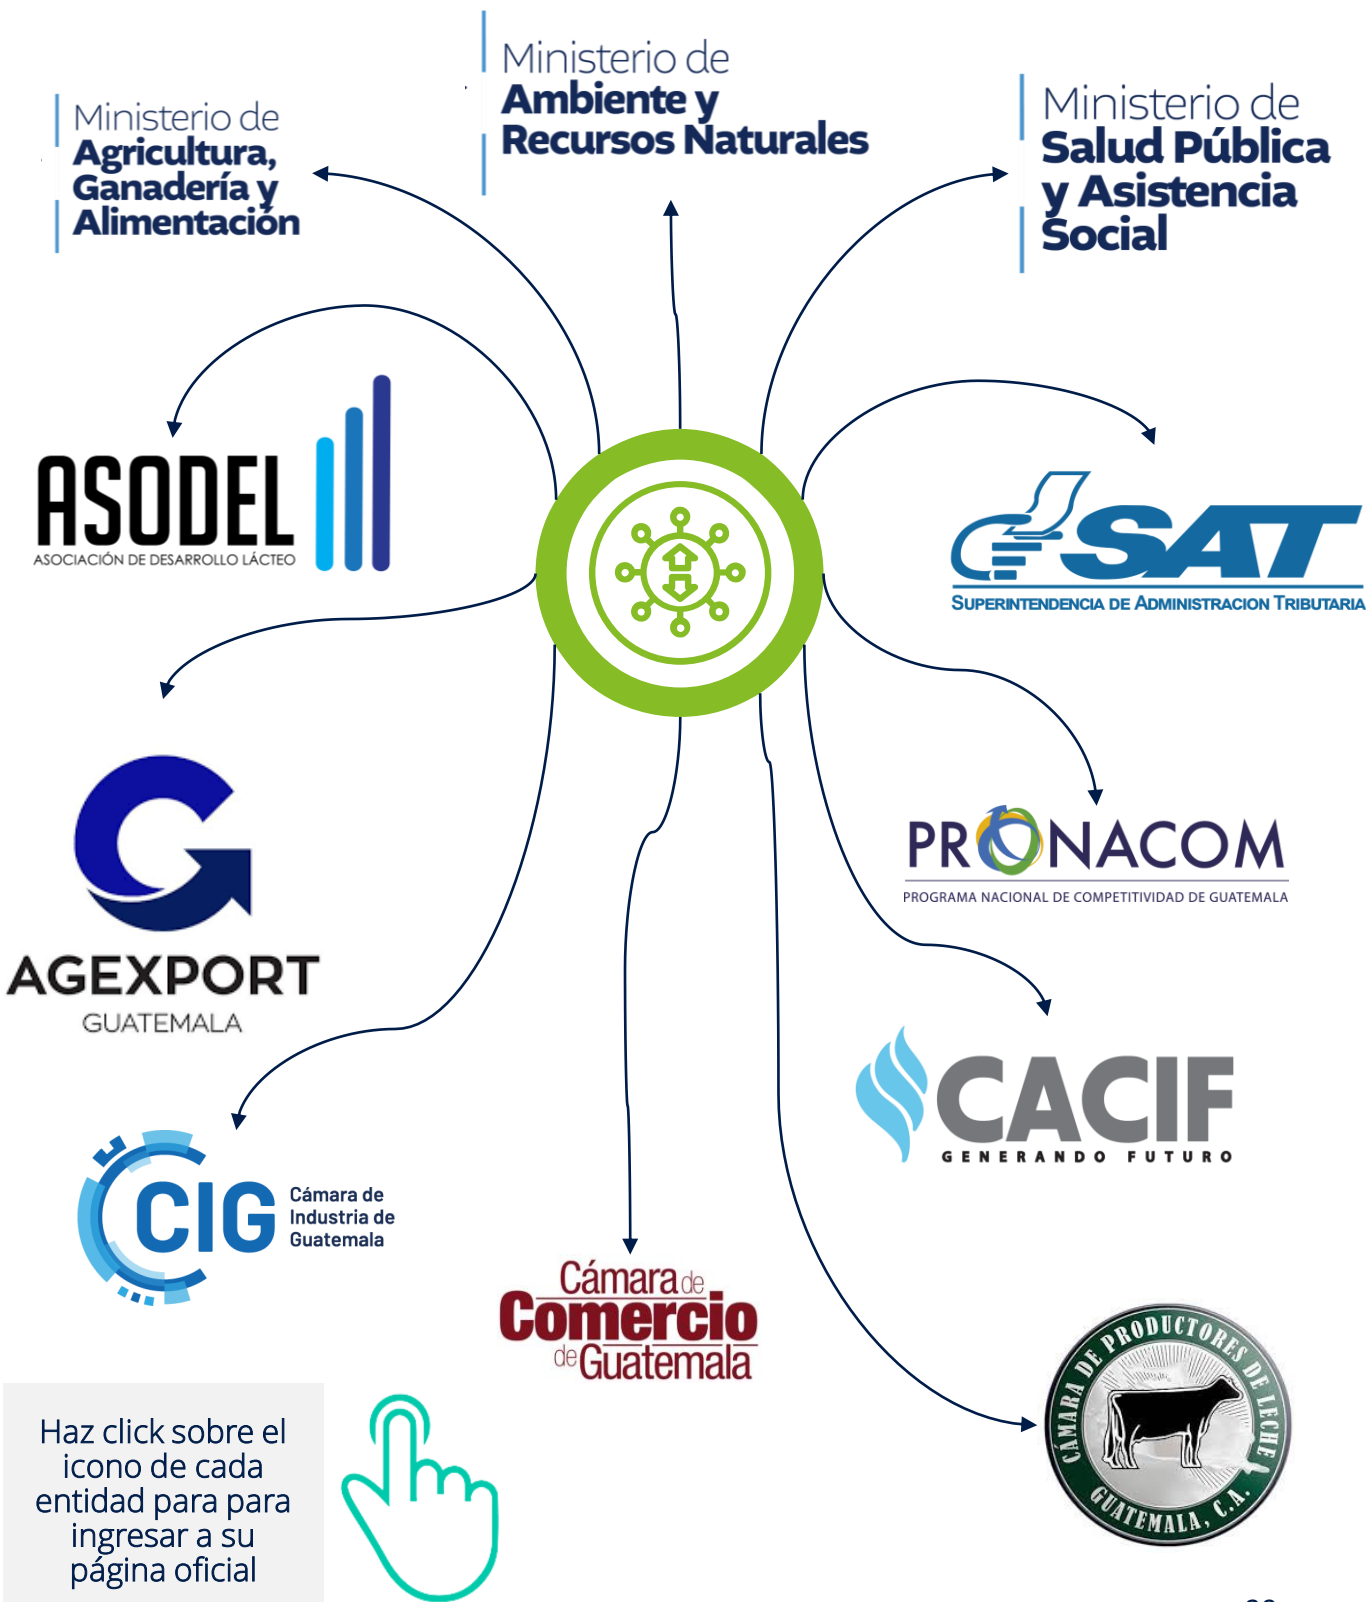 Ministerio de
Agricultura,
Ganadería y
Alimentación
Ministerio de
Ambiente y
Recursos Naturales
Ministerio de
Salud Pública
y Asistencia
Social
ASODEL
ASOCIACIÓN DE DESARROLLO LÁCTEO
SAT
SUPERINTENDENCIA DE ADMINISTRACION TRIBUTARIA
AGEXPORT
GUATEMALA
PRONACOM
PROGRAMA NACIONAL DE COMPETITIVIDAD DE GUATEMALA
CACIF
GENERANDO FUTURO
CIG
Cámara de
Industria de
Guatemala
Cámara de
Comercio
de Guatemala
CÁMARA DE PRODUCTORES DE LECHE
GUATEMALA, C.A.
Haz click sobre el
icono de cada
entidad para para
ingresar a su
página oficial